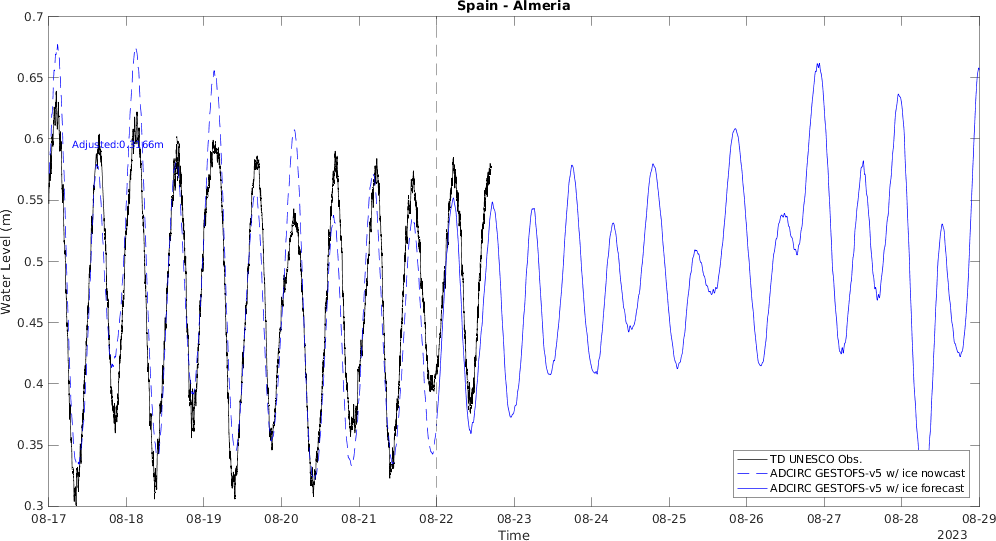 Spain - Almeria
0.7
0.65
0.6
0.55
0.5
0.45
0.4
0.35
0.3
Water Level (m)
TD UNESCO Obs.
ADCIRC GESTOFS-v5 w/ ice nowcast
ADCIRC GESTOFS-v5 w/ ice forecast
08-17 08-18 08-19 08-20 08-21 08-22 08-23 08-24 08-25 08-26 08-27 08-28 08-29
Time
2023